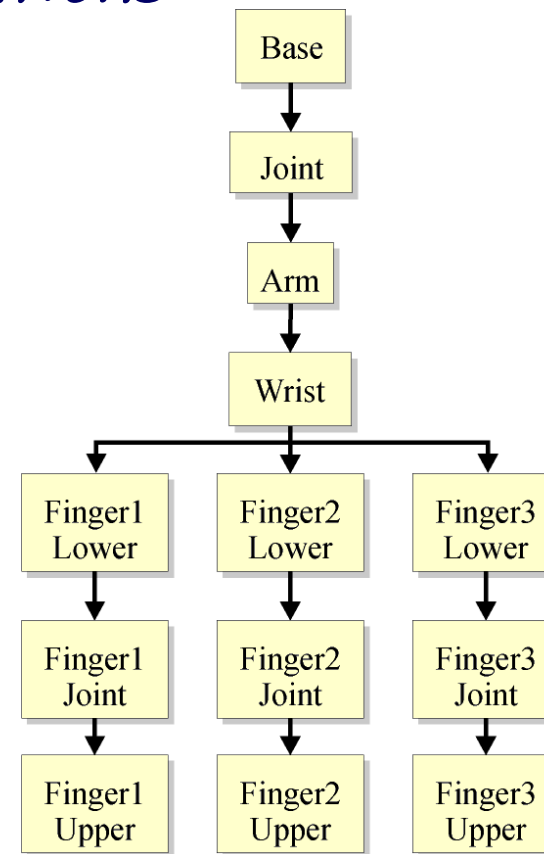 Base
Joint
Arm
Wrist
Finger1
Lower
Finger2
Lower
Finger3
Lower
Finger1
Joint
Finger2
Joint
Finger3
Joint
Finger1
Upper
Finger2
Upper
Finger3
Upper